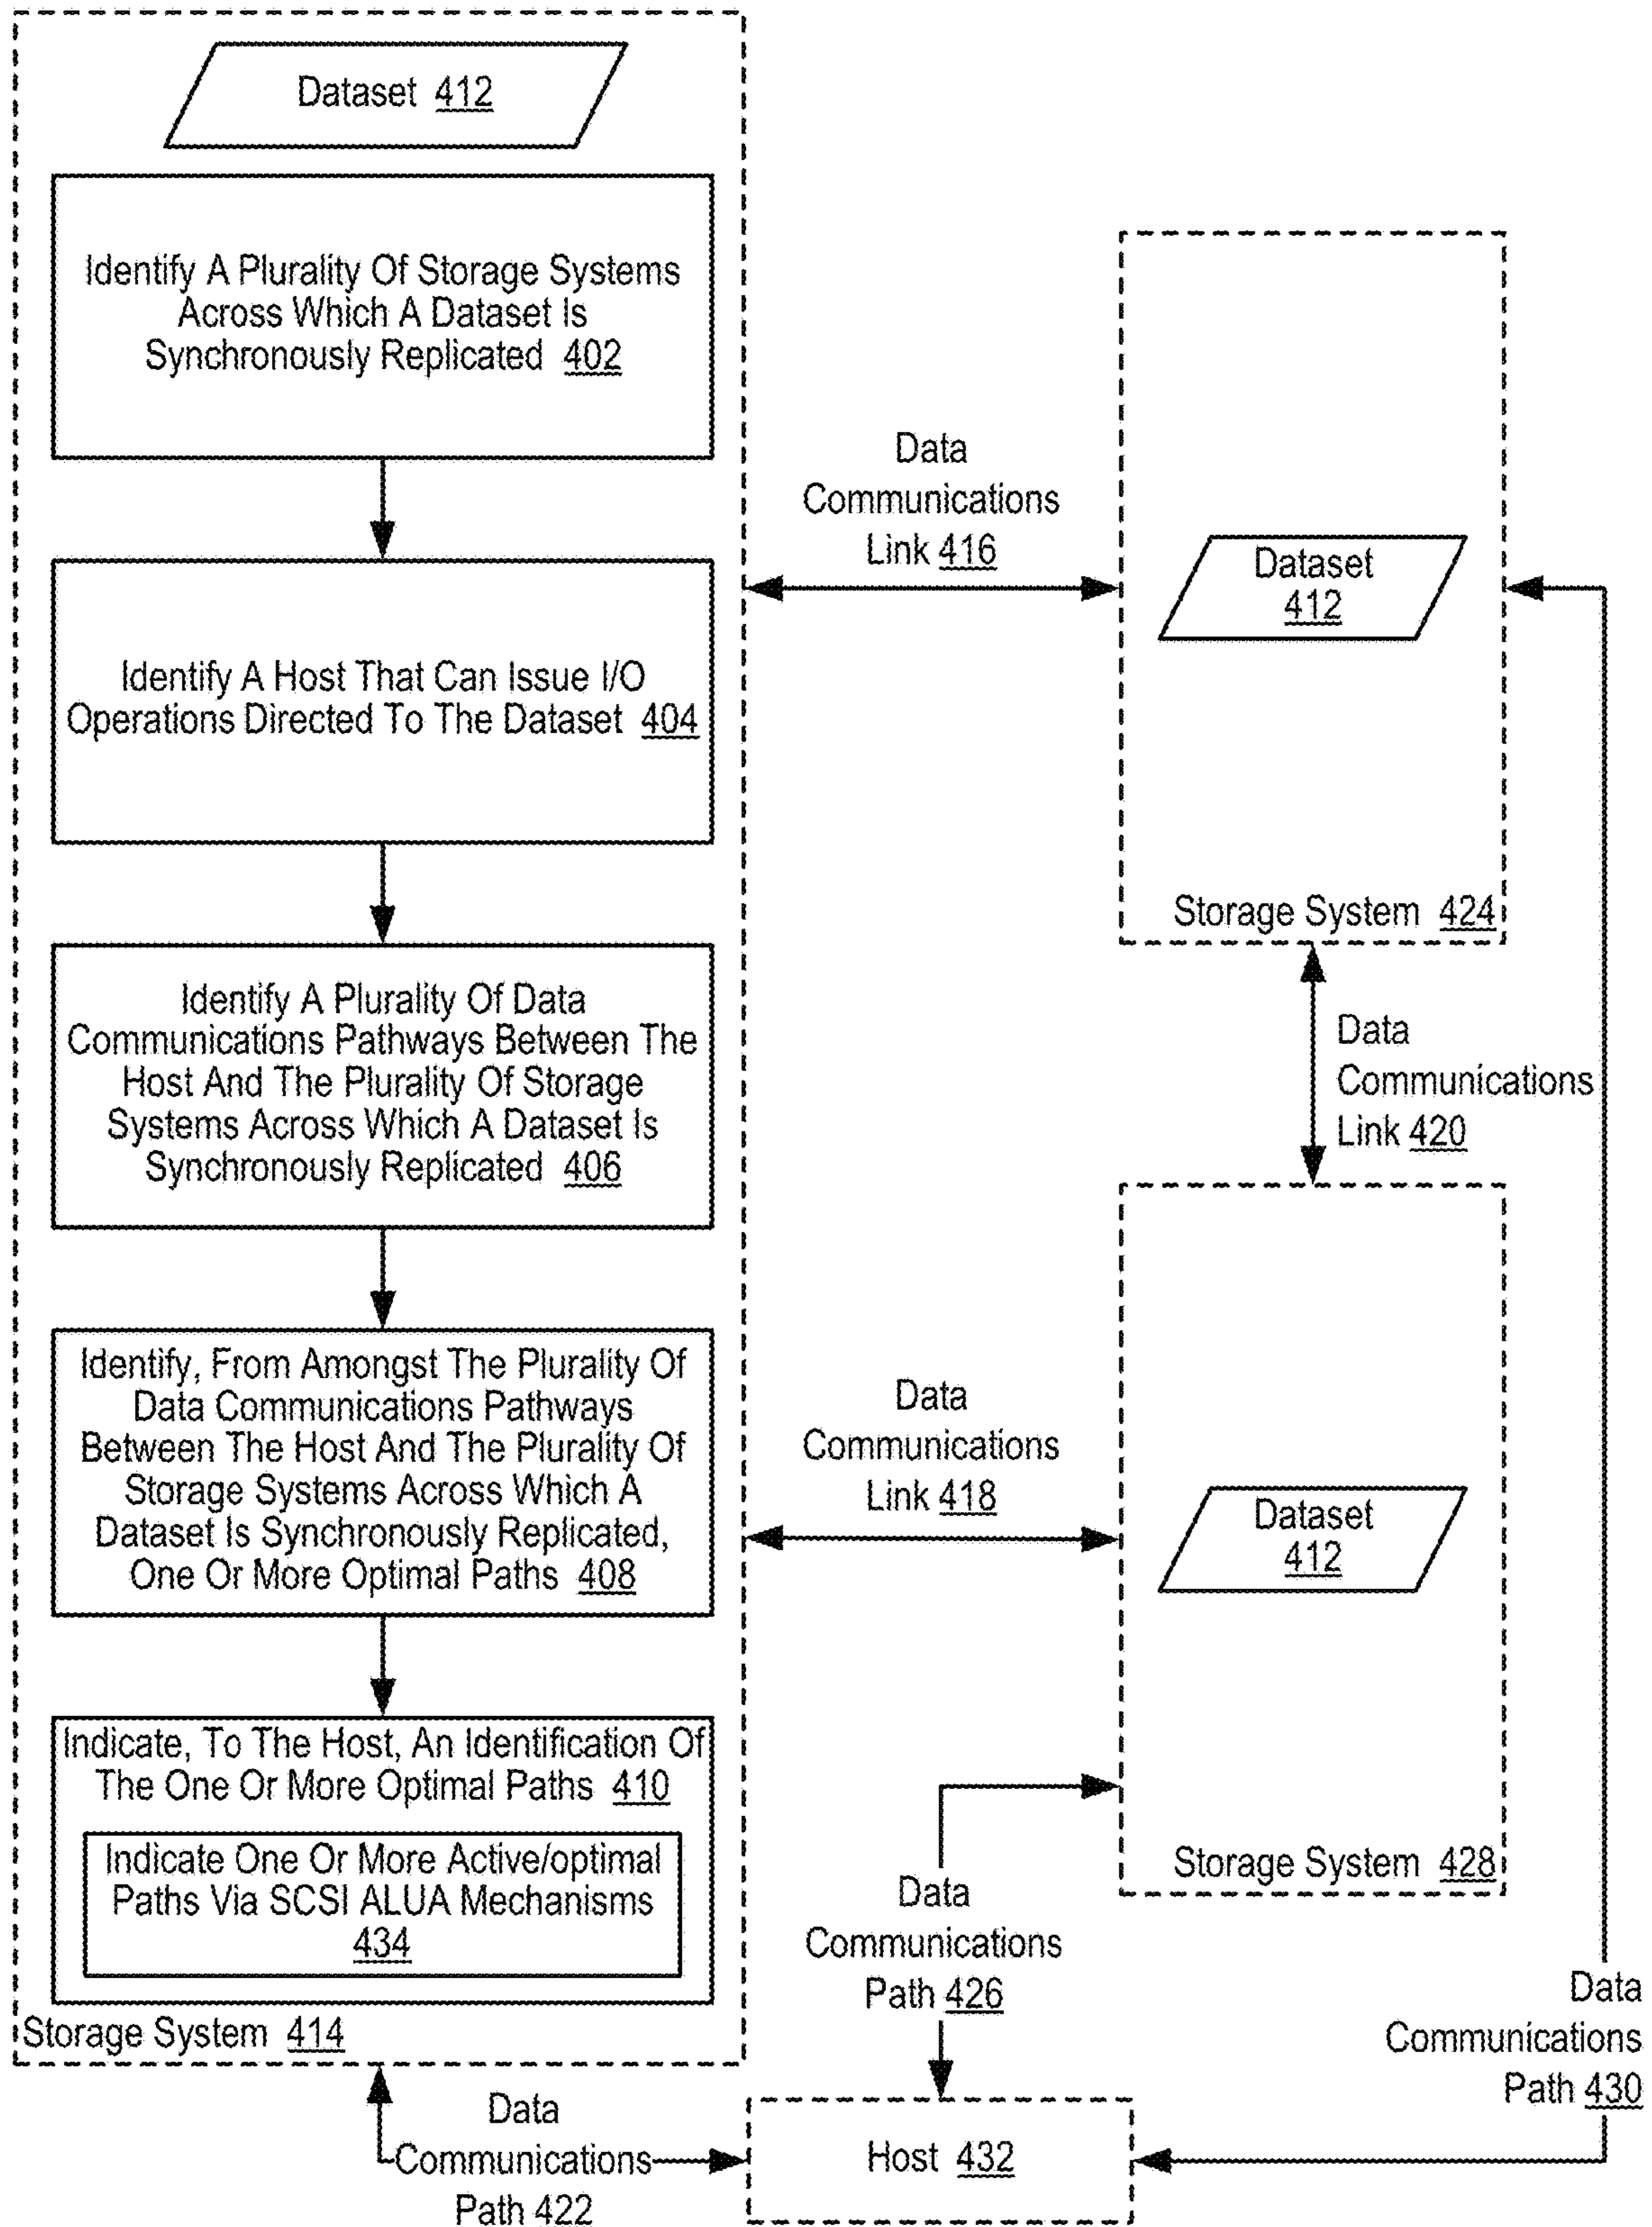 Dataset 412
Identify A Plurality Of Storage Systems
Across Which A Dataset Is
Synchronously Replicated 402
Identify A Host That Can Issue I/O
Operations Directed To The Dataset 404
Identify A Plurality Of Data
Communications Pathways Between The
Host And The Plurality Of Storage
Systems Across Which A Dataset Is
Synchronously Replicated 406
Identify, From Amongst The Plurality Of
Data Communications Pathways
Between The Host And The Plurality Of
Storage Systems Across Which A
Dataset Is Synchronously Replicated,
One Or More Optimal Paths 408
Indicate, To The Host, An Identification Of
The One Or More Optimal Paths 410
Indicate One Or More Active/optimal
Paths Via SCSI ALUA Mechanisms
434
Storage System 414
Data
Communications
Link 416
Dataset
412
Storage System 424
Data
Communications
Link 420
Data
Communications
Link 418
Dataset
412
Storage System 428
Data
Communications
Path 426
Data
Communications
Path 430
Data
Communications
Path 422
Host 432